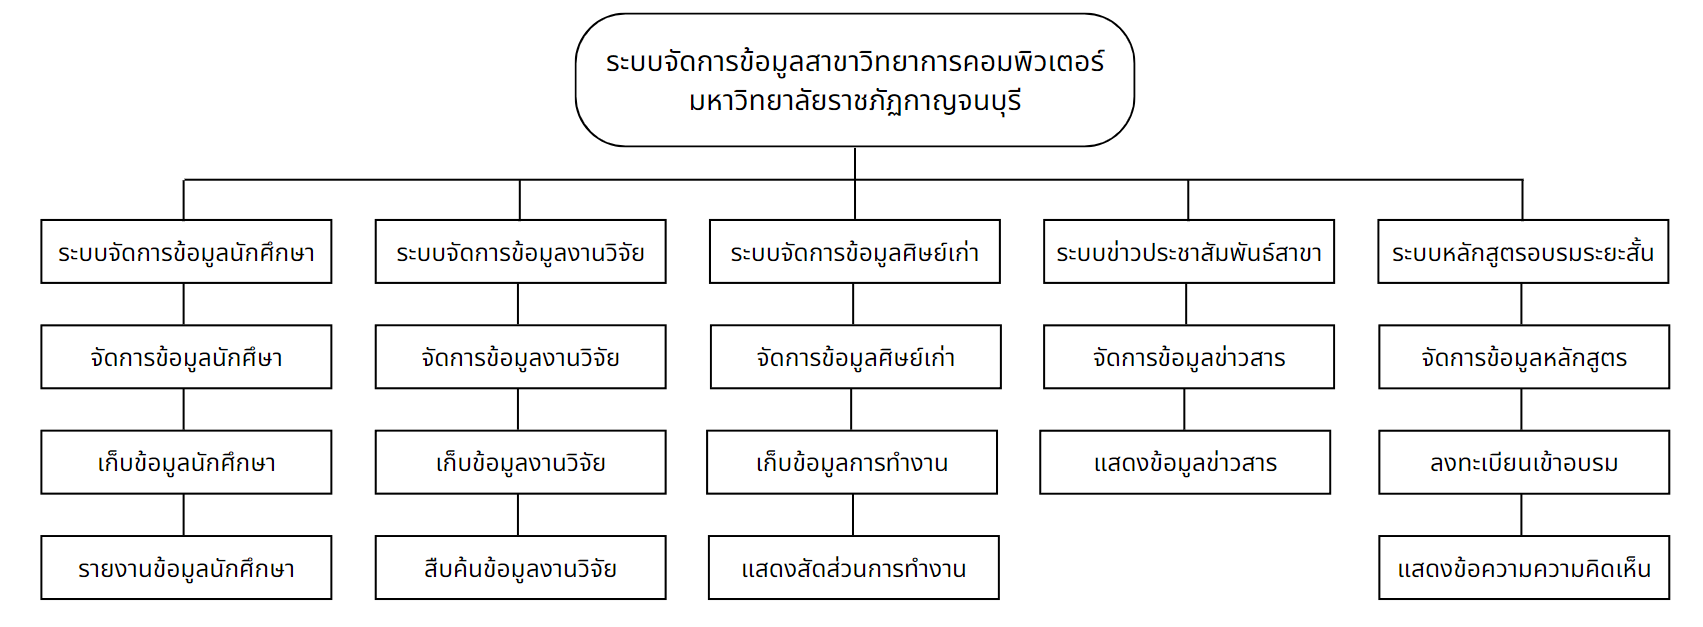 ระบบจัดการข้อมูลสาขาวิทยาการคอมพิวเตอร์
มหาวิทยาลัยราชภัฏกาญจนบุรี
ระบบจัดการข้อมูลนักศึกษา
ระบบจัดการข้อมูลงานวิจัย
ระบบจัดการข้อมูลศิษย์เก่า
ระบบข่าวประชาสัมพันธ์สาขา
ระบบหลักสูตรอบรมระยะสั้น
จัดการข้อมูลนักศึษา
จัดการข้อมูลงานวิจัย
จัดการข้อมูลศิษย์เก่า
จัดการข้อมูลข่าวสาร
จัดการข้อมูลหลักสูตร
เก็บข้อมูลนักศึกษา
เก็บข้อมูลงานวิจัย
เก็บข้อมูลการทำงาน
แสดงข้อมูลข่าวสาร
ลงทะเบียนเข้าอบรม
รายงานข้อมูลนักศึกษา
สืบค้นข้อมูลงานวิจัย
แสดงสัดส่วนการทำงาน
แสดงข้อความความคิดเห็น